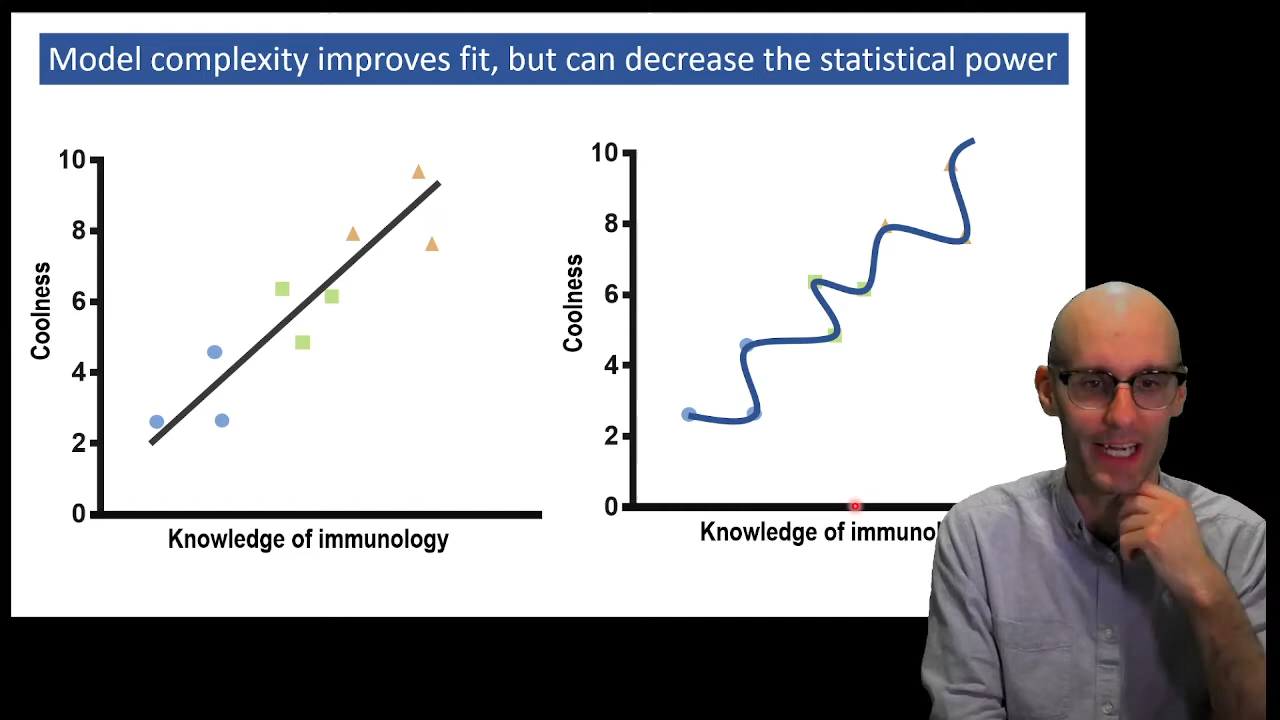 Model complexity improves fit, but can decrease the statistical power
10
8
6
4
2
0
Coolness
Knowledge of immunology
10
8
6
4
2
0
Coolness
Knowledge of immunol